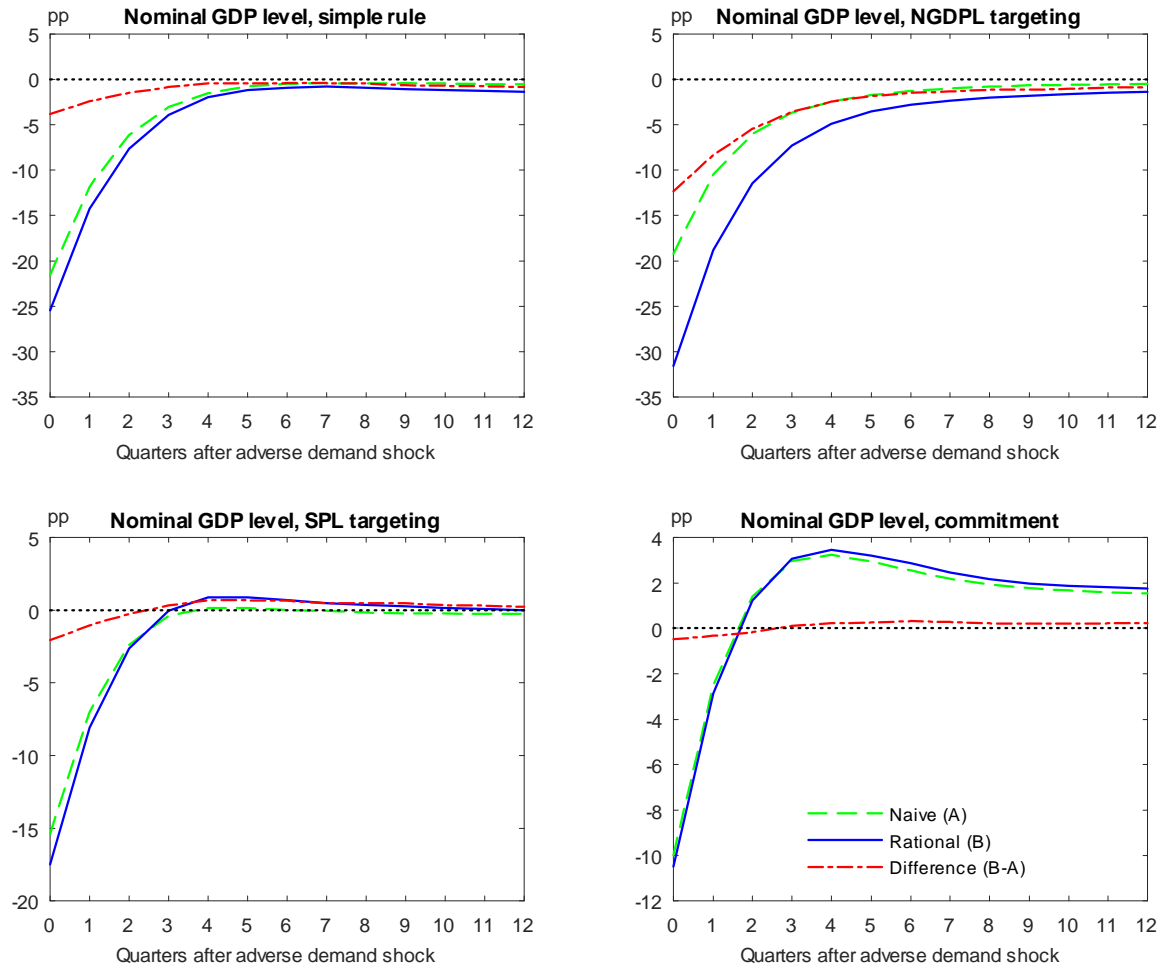 pp
Nominal GDP level, simple rule
5
0
-5
-10
-15
-20
-25
-30
-35
0 1 2 3 4 5 6 7 8 9 10 11 12
Quarters after adverse demand shock
pp
Nominal GDP level, NGDPL targeting
5
0
-5
-10
-15
-20
-25
-30
-35
0 1 2 3 4 5 6 7 8 9 10 11 12
Quarters after adverse demand shock
pp
Nominal GDP level, SPL targeting
5
0
-5
-10
-15
-20
0 1 2 3 4 5 6 7 8 9 10 11 12
Quarters after adverse demand shock
pp
Nominal GDP level, commitment
4
2
0
-2
-4
-6
-8
-10
-12
Naive (A)
Rational (B)
Difference (B-A)
0 1 2 3 4 5 6 7 8 9 10 11 12
Quarters after adverse demand shock